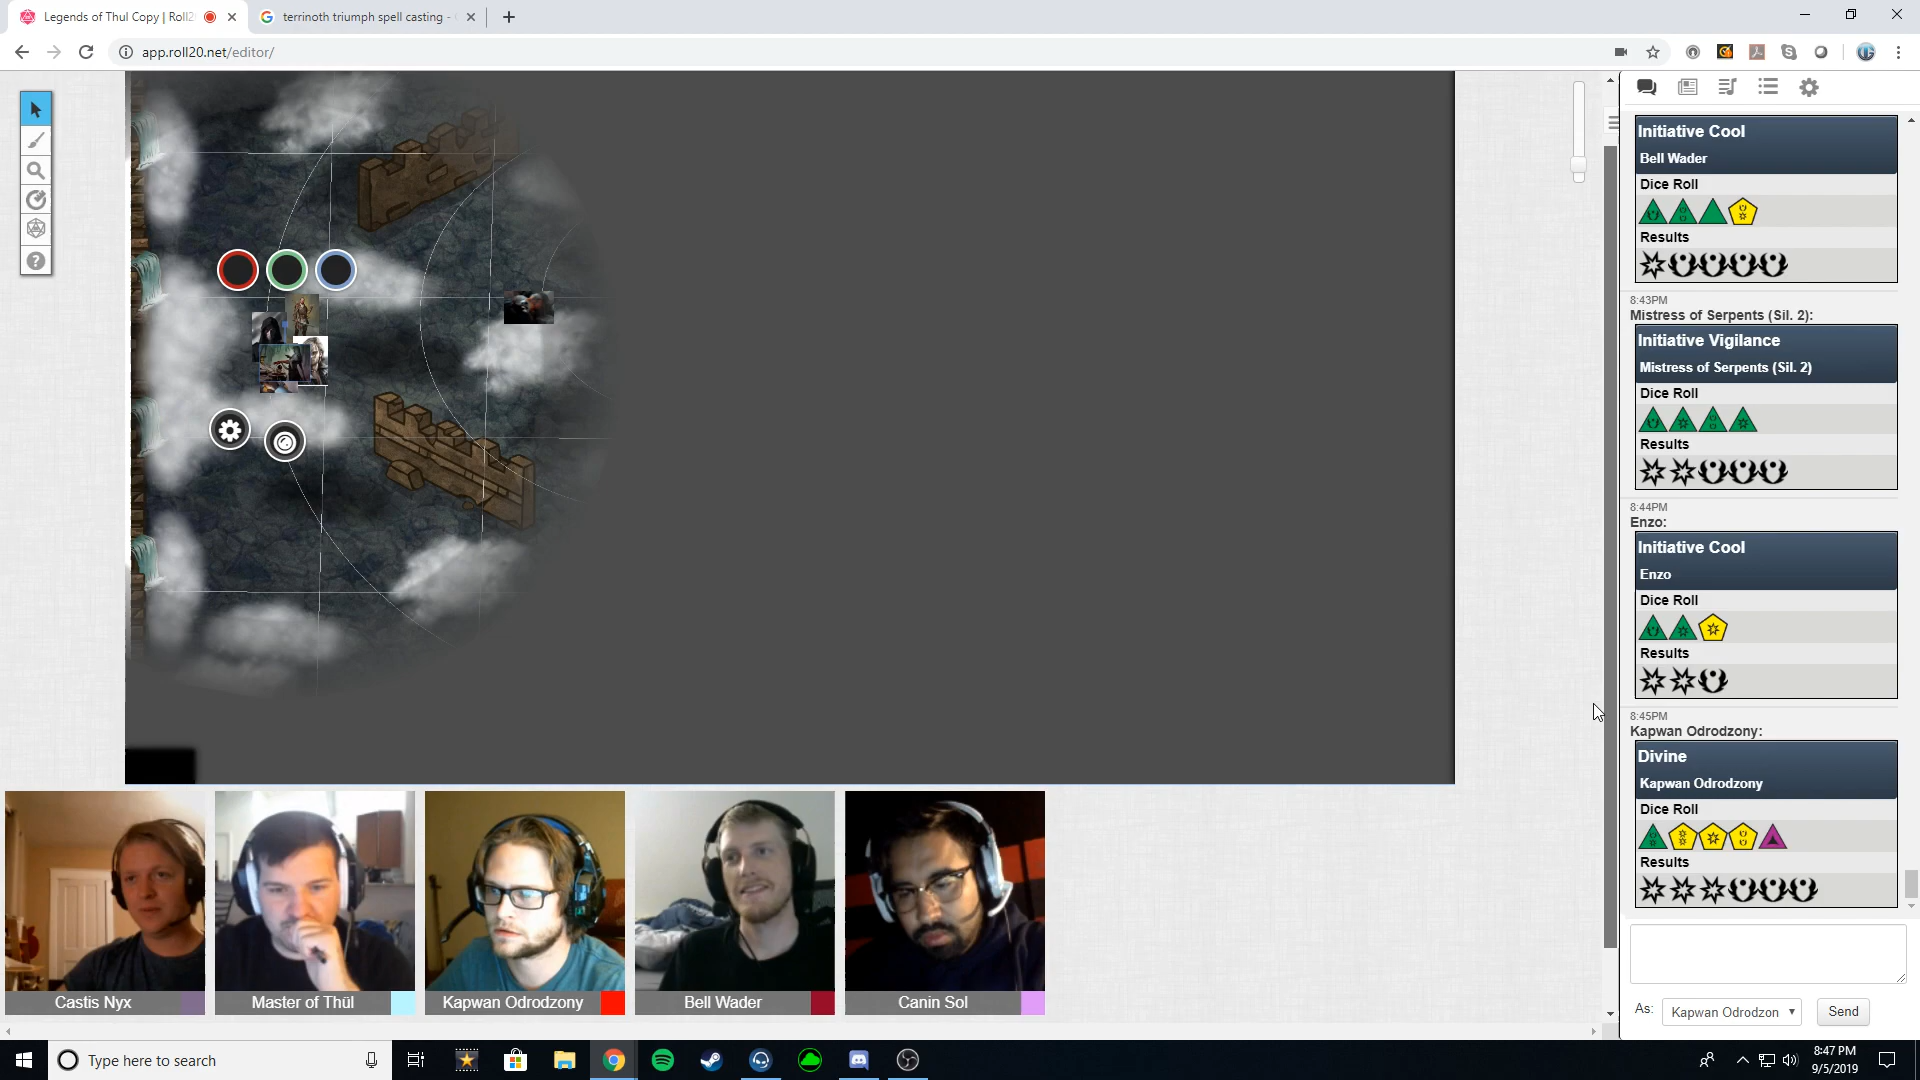 Legends of Thul Copy | Roll2
terrinoth triumph spell casting -
app.roll20.net/editor/
Initiative Cool
Bell Wader
Dice Roll
Results
8:43PM
Mistress of Serpents (Sil. 2):
Initiative Vigilance
Mistress of Serpents (Sil. 2)
Dice Roll
Results
8:44PM
Enzo:
Initiative Cool
Enzo
Dice Roll
Results
8:45PM
Kapwan Odrodzony:
Divine
Kapwan Odrodzony
Dice Roll
Results
As:
Kapwan Odrodzon
Send
Castis Nyx
Master of Thül
Kapwan Odrodzony
Bell Wader
Canin Sol
Type here to search
8:47 PM
9/5/2019